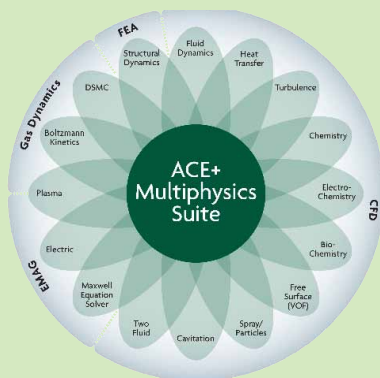 FEA
Structural
Dynamics
Fluid
Dynamics
Heat
Transfer
Turbulence
Chemistry
Electro-
Chemistry
CFD
Bio-
Chemistry
Free
Surface
(VOF)
Spray/
Particles
Cavitation
Two
Fluid
Maxwell
Equation
Solver
EMAG
Electric
Plasma
Boltzmann
Kinetics
Gas Dynamics
DSMC
ACE+
Multiphysics
Suite